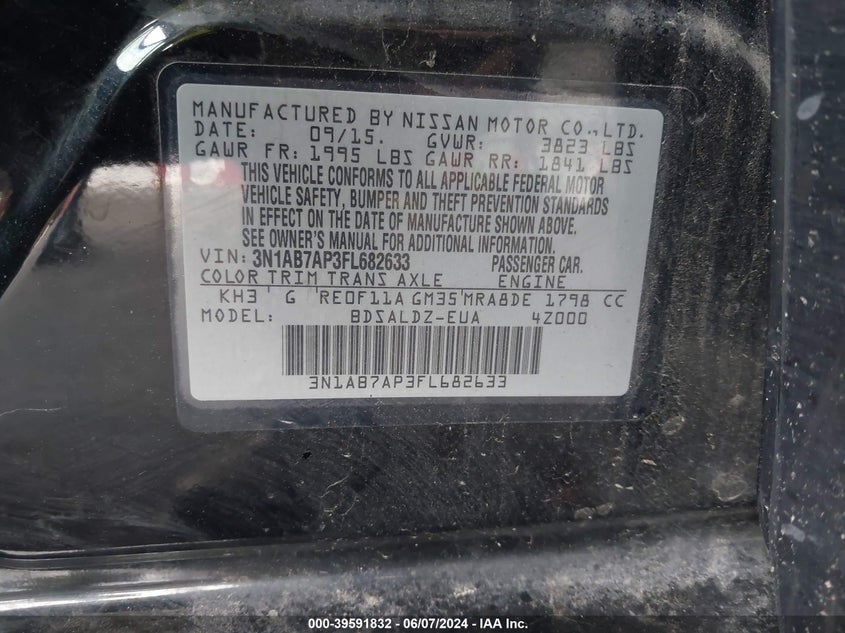 MANUFACTURED BY NISSAN MOTOR CO.,LTD.
DATE: 09/15. GVWR: 3823 LBS
GAWR FR: 1995 LBS GAWR RR: 1841 LBS
THIS VEHICLE CONFORMS TO ALL APPLICABLE FEDERAL MOTOR
VEHICLE SAFETY, BUMPER AND THEFT PREVENTION STANDARDS
IN EFFECT ON THE DATE OF MANUFACTURE SHOWN ABOVE.
SEE OWNER'S MANUAL FOR ADDITIONAL INFORMATION.
VIN: 3N1AB7AP3FL682633 PASSENGER CAR.
COLOR TRIM TRANS AXLE ENGINE
KH3 G RE0F11A GM35 MRA8DE 1798 CC
MODEL: BDSALDZ-EUA 4Z000
3N1AB7AP3FL682633
000-39591832 - 06/07/2024 - IAA Inc.